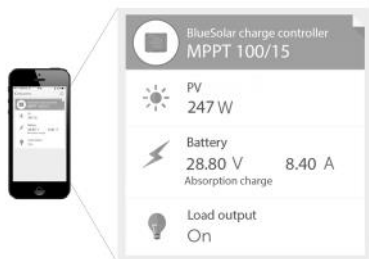 BlueSolar charge controller
MPPT 100/15
PV
247 W
Battery
28.80 V 8.40 A
Absorption charge
Load output
On